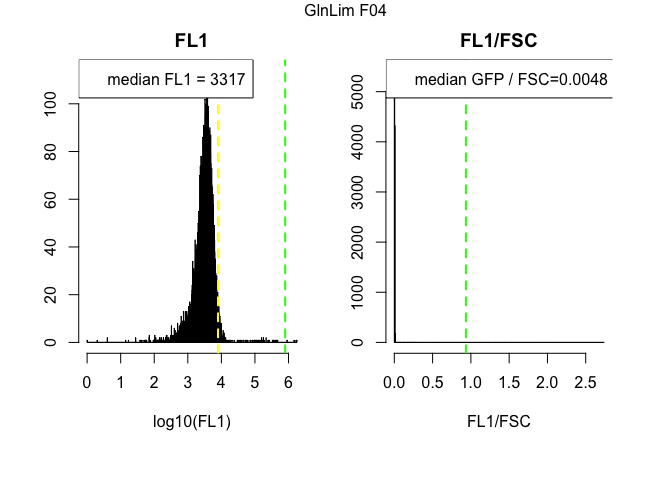 GlnLim F04
FL1
FL1/FSC
median FL1 = 3317
median GFP / FSC=0.0048
0
20
40
60
80
100
0 1 2 3 4 5 6
log10(FL1)
0
1000
2000
3000
4000
5000
0.0 0.5 1.0 1.5 2.0 2.5
FL1/FSC